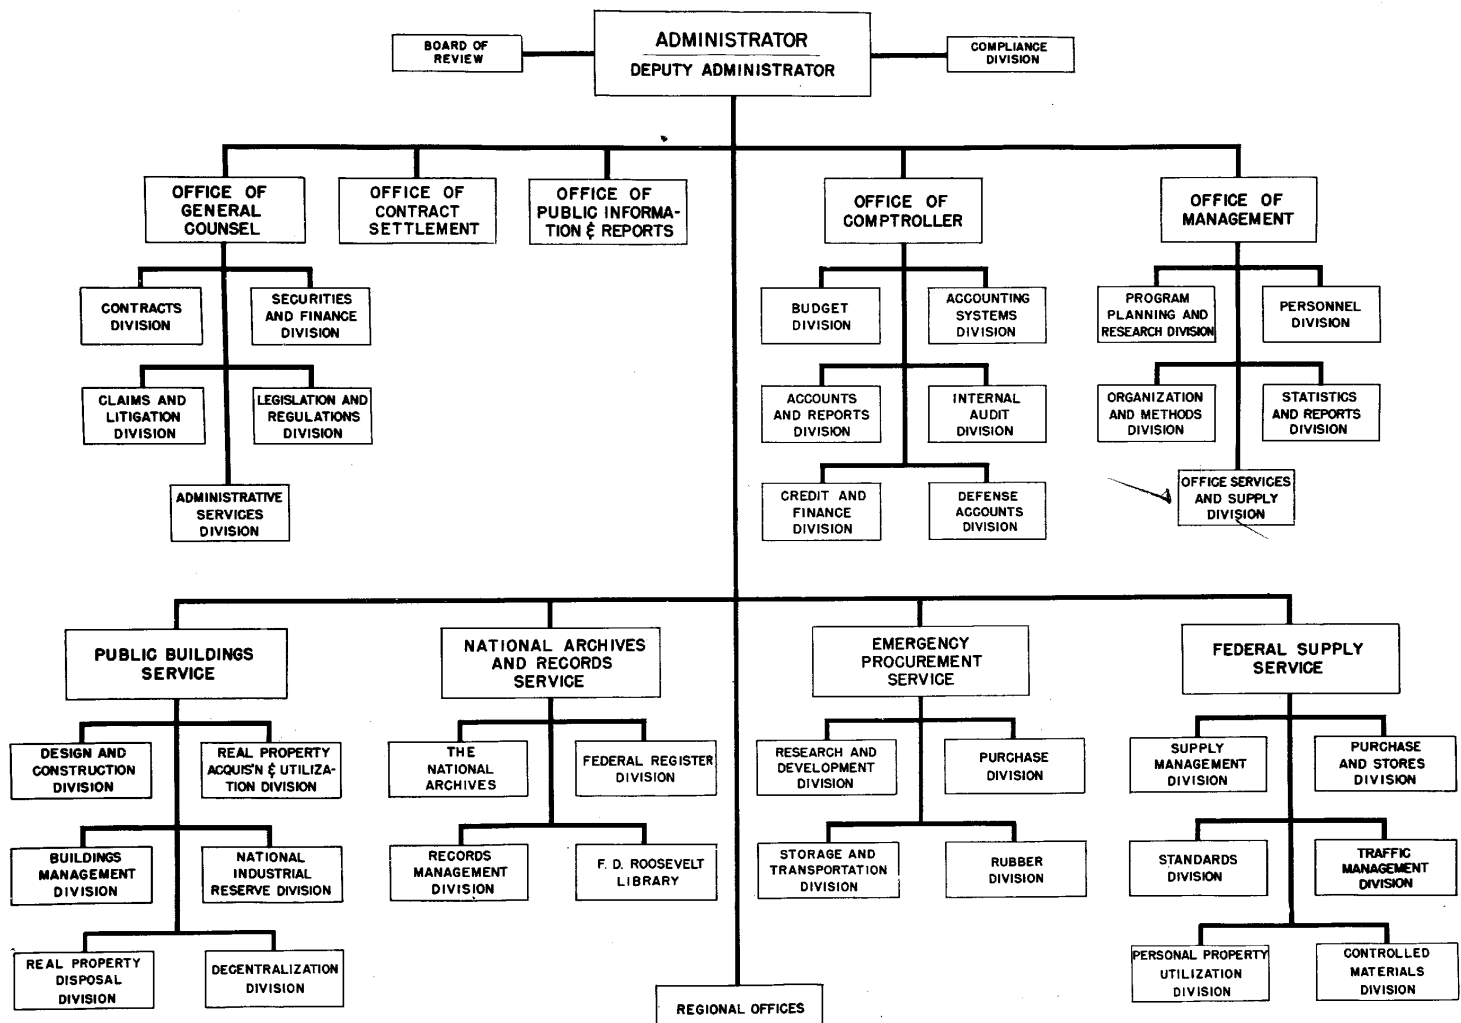 BOARD OF
REVIEW
ADMINISTRATOR
DEPUTY ADMINISTRATOR
COMPLIANCE
DIVISION
OFFICE OF
GENERAL
COUNSEL
OFFICE OF
CONTRACT
SETTLEMENT
OFFICE OF
PUBLIC INFORMA-
TION & REPORTS
OFFICE OF
COMPTROLLER
OFFICE OF
MANAGEMENT
CONTRACTS
DIVISION
SECURITIES
AND FINANCE
DIVISION
BUDGET
DIVISION
ACCOUNTING
SYSTEMS
DIVISION
PROGRAM
PLANNING AND
RESEARCH DIVISION
PERSONNEL
DIVISION
CLAIMS AND
LITIGATION
DIVISION
LEGISLATION AND
REGULATIONS
DIVISION
ACCOUNTS
AND REPORTS
DIVISION
INTERNAL
AUDIT
DIVISION
ORGANIZATION
AND METHODS
DIVISION
STATISTICS
AND REPORTS
DIVISION
ADMINISTRATIVE
SERVICES
DIVISION
CREDIT AND
FINANCE
DIVISION
DEFENSE
ACCOUNTS
DIVISION
OFFICE SERVICES
AND SUPPLY
DIVISION
PUBLIC BUILDINGS
SERVICE
NATIONAL ARCHIVES
AND RECORDS
SERVICE
EMERGENCY
PROCUREMENT
SERVICE
FEDERAL SUPPLY
SERVICE
DESIGN AND
CONSTRUCTION
DIVISION
REAL PROPERTY
ACQUIS'N & UTILIZA-
TION DIVISION
THE
NATIONAL
ARCHIVES
FEDERAL REGISTER
DIVISION
RESEARCH AND
DEVELOPMENT
DIVISION
PURCHASE
DIVISION
SUPPLY
MANAGEMENT
DIVISION
PURCHASE
AND STORES
DIVISION
BUILDINGS
MANAGEMENT
DIVISION
NATIONAL
INDUSTRIAL
RESERVE DIVISION
RECORDS
MANAGEMENT
DIVISION
F. D. ROOSEVELT
LIBRARY
STORAGE AND
TRANSPORTATION
DIVISION
RUBBER
DIVISION
STANDARDS
DIVISION
TRAFFIC
MANAGEMENT
DIVISION
REAL PROPERTY
DISPOSAL
DIVISION
DECENTRALIZATION
DIVISION
PERSONAL PROPERTY
UTILIZATION
DIVISION
CONTROLLED
MATERIALS
DIVISION
REGIONAL OFFICES